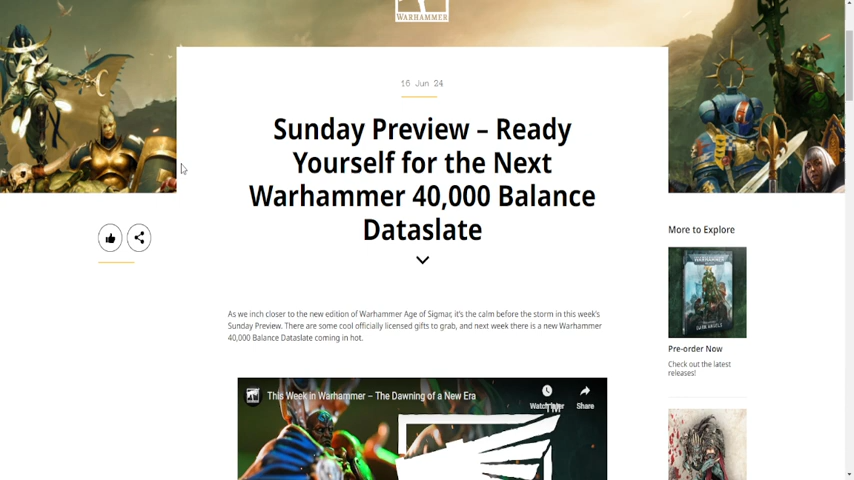 WARHAMMER
16 Jun 24
Sunday Preview – Ready
Yourself for the Next
Warhammer 40,000 Balance
Dataslate
As we inch closer to the new edition of Warhammer Age of Sigmar, it's the calm before the storm in this week's
Sunday Preview. There are some cool officially licensed gifts to grab, and next week there is a new Warhammer
40,000 Balance Dataslate coming in hot.
This Week in Warhammer – The Dawning of a New Era
Watch later
Share
TM
More to Explore
WARHAMMER
DARK ANGELS
Pre-order Now
Check out the latest
releases!